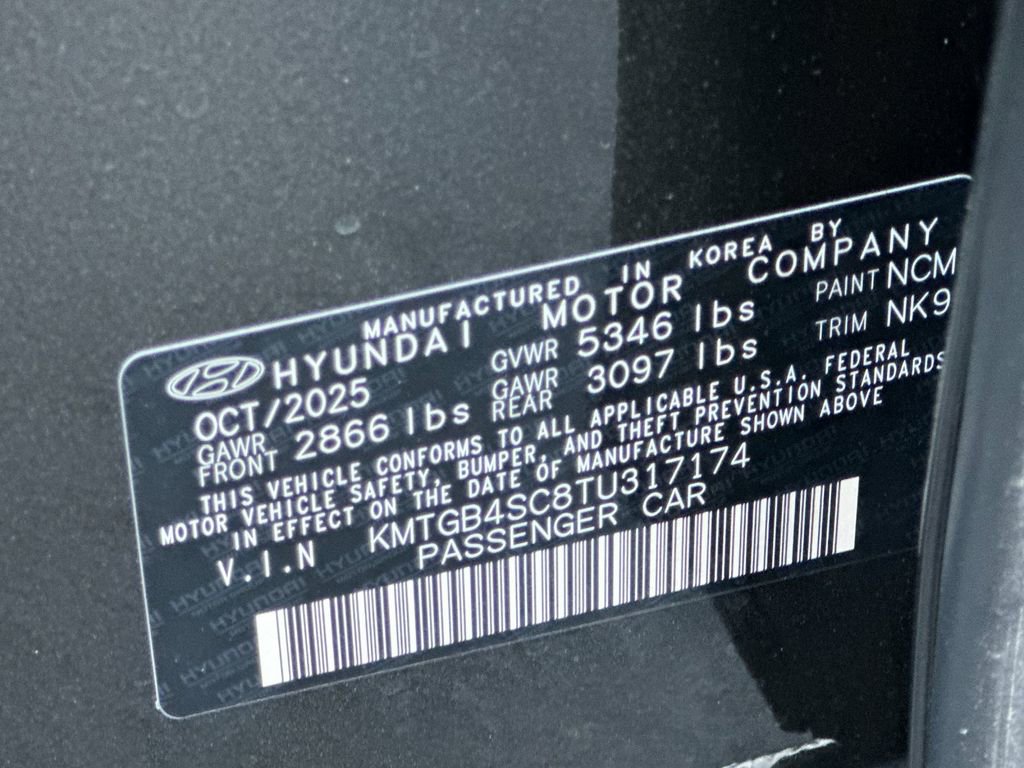 MANUFACTURED IN KOREA BY
HYUNDAI MOTOR COMPANY
OCT/2025 GVWR 5346 lbs PAINT NCM
GAWR FRONT 2866 lbs GAWR REAR 3097 lbs TRIM NK9
THIS VEHICLE CONFORMS TO ALL APPLICABLE U.S.A. FEDERAL
MOTOR VEHICLE SAFETY, BUMPER, AND THEFT PREVENTION STANDARDS
IN EFFECT ON THE DATE OF MANUFACTURE SHOWN ABOVE
V.I.N KMTGB4SC8TU317174
PASSENGER CAR